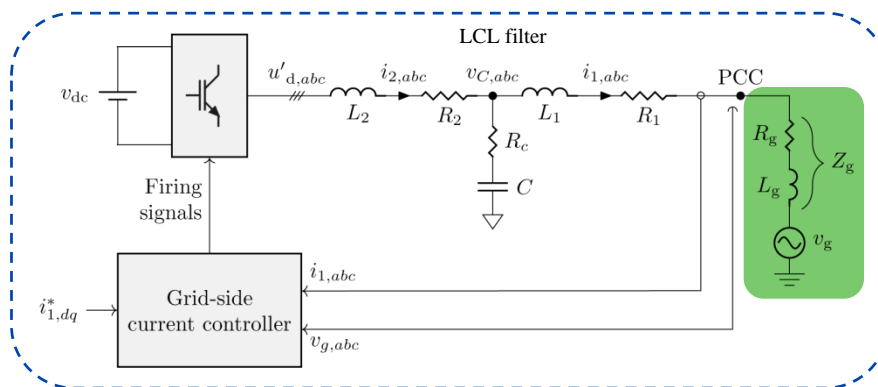 LCL filter
v_dc
u'_d,abc
i_2,abc
v_C,abc
i_1,abc
PCC
L_2
R_2
L_1
R_1
R_c
C
R_g
L_g
Z_g
v_g
Firing
signals
i_1,abc
i*_1,dq
Grid-side
current controller
v_g,abc